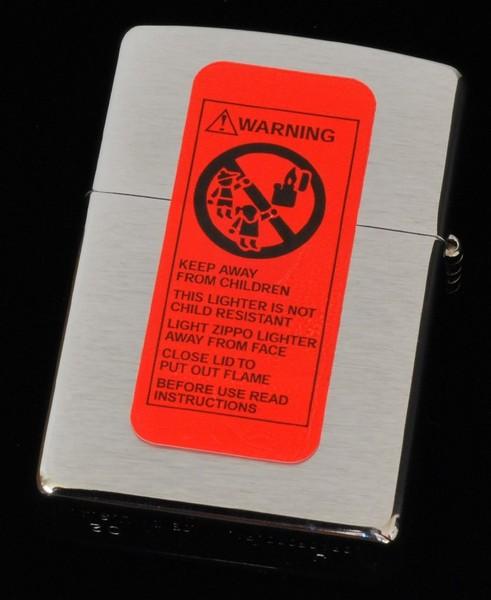 WARNING
KEEP AWAY
FROM CHILDREN
THIS LIGHTER IS NOT
CHILD RESISTANT
LIGHT ZIPPO LIGHTER
AWAY FROM FACE
CLOSE LID TO
PUT OUT FLAME
BEFORE USE READ
INSTRUCTIONS